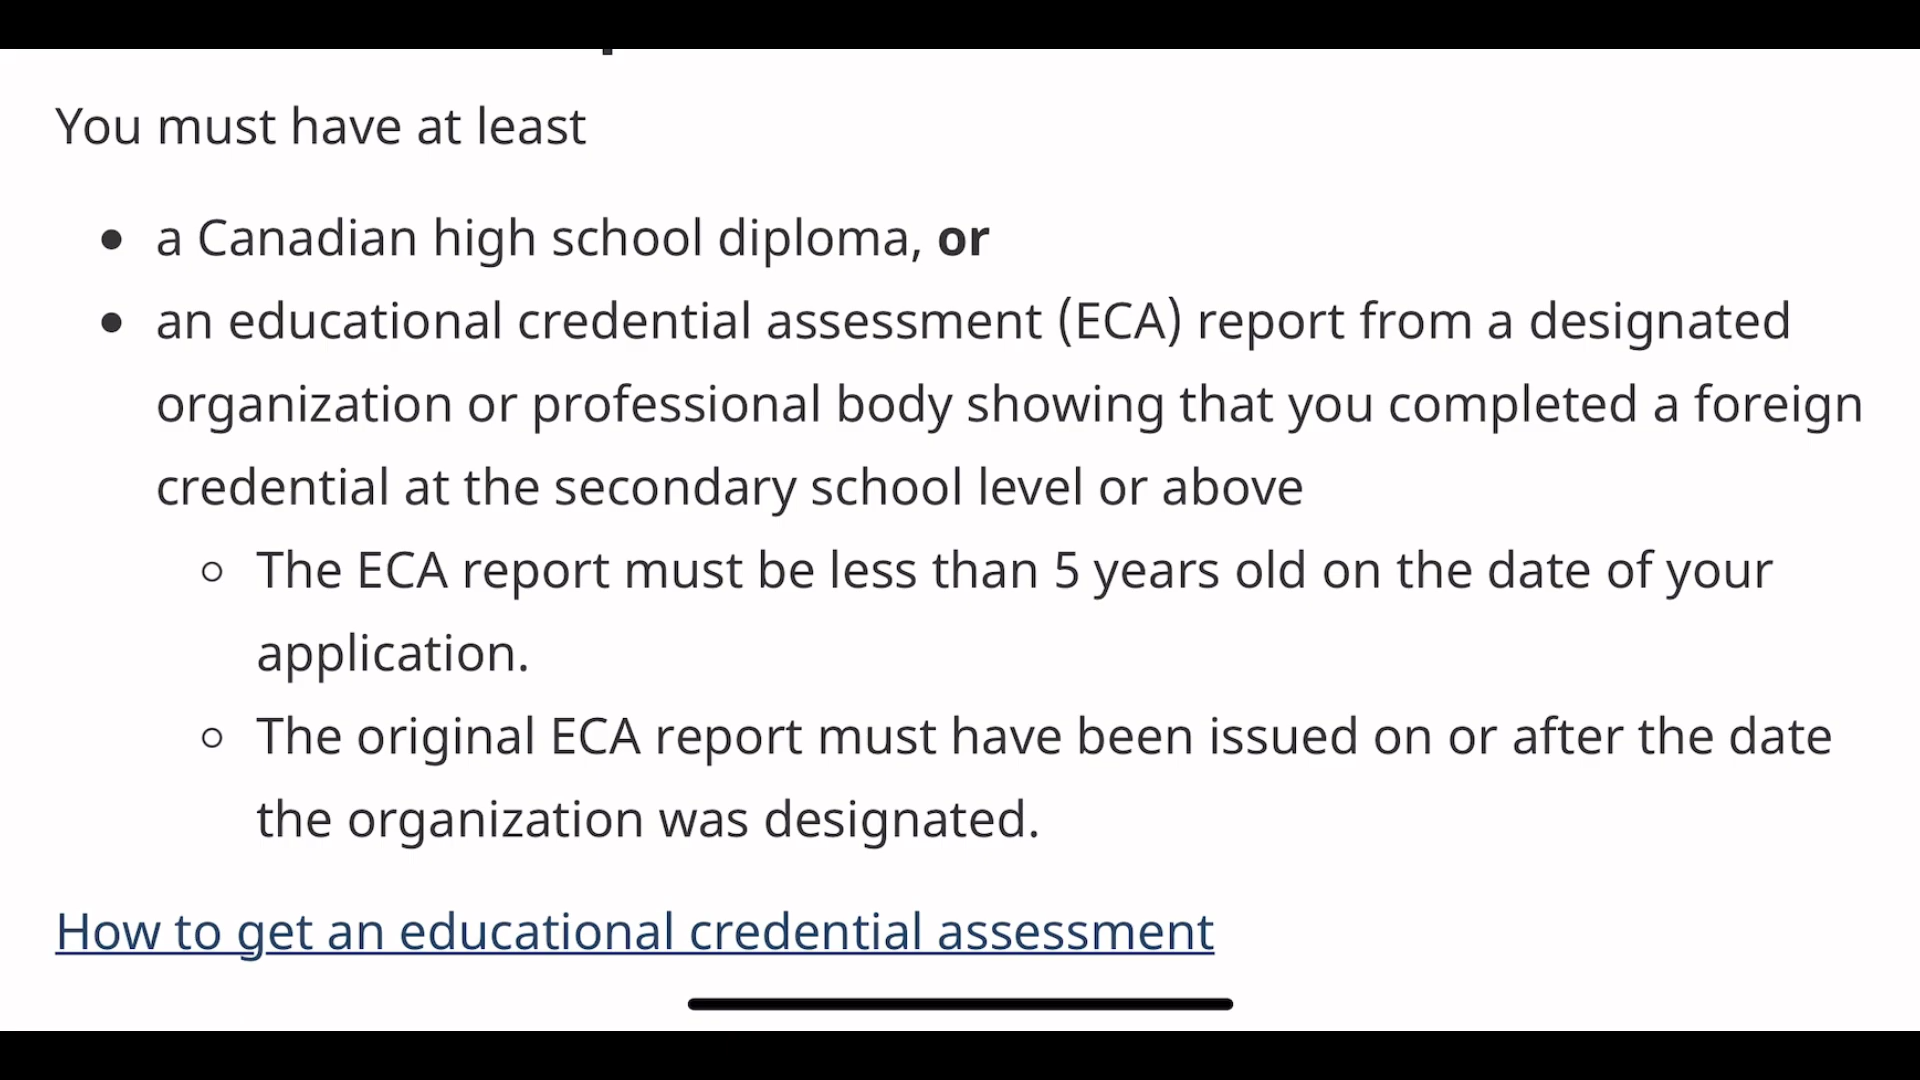 You must have at least
• a Canadian high school diploma, or
• an educational credential assessment (ECA) report from a designated
organization or professional body showing that you completed a foreign
credential at the secondary school level or above
○ The ECA report must be less than 5 years old on the date of your
application.
○ The original ECA report must have been issued on or after the date
the organization was designated.
How to get an educational credential assessment